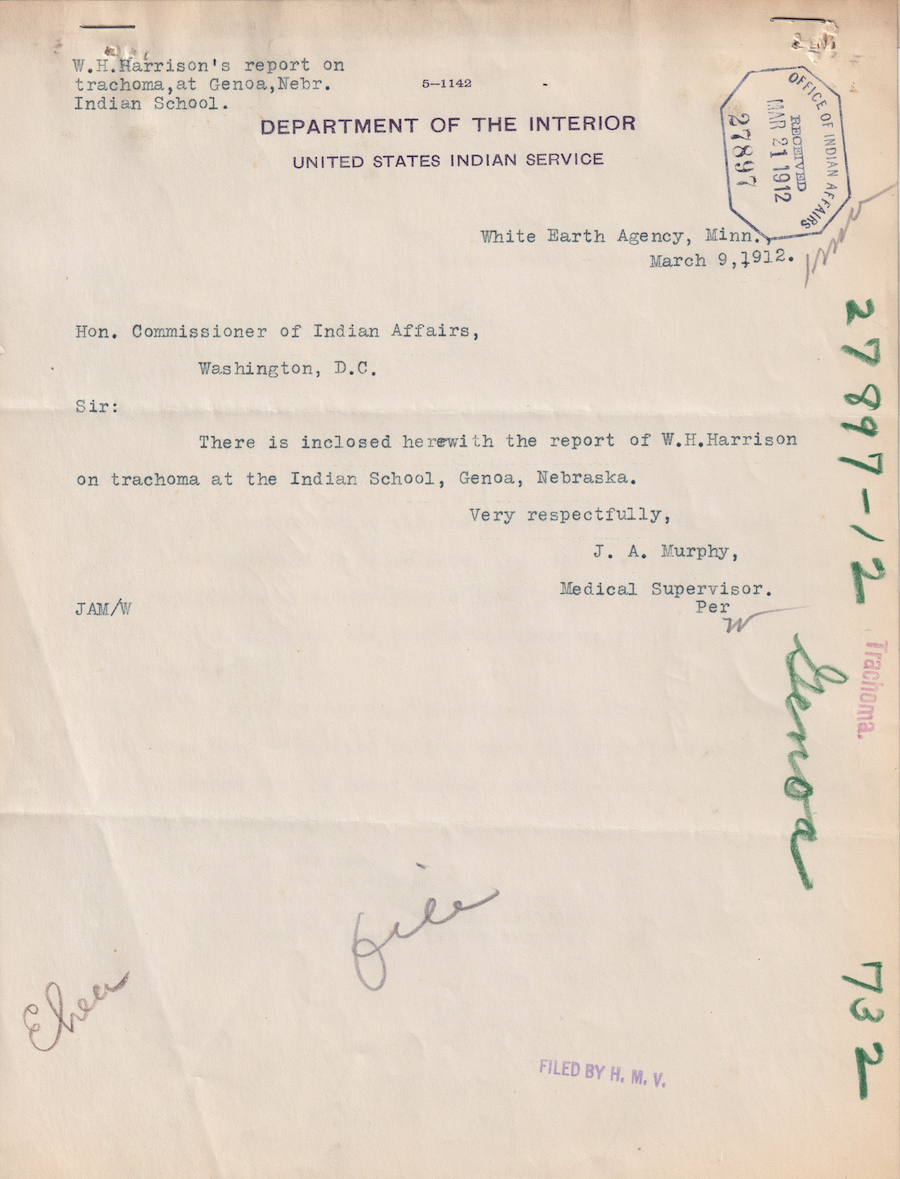 W.H.Harrison's report on
trachoma,at Genoa,Nebr.
Indian School.
5—1142
DEPARTMENT OF THE INTERIOR
UNITED STATES INDIAN SERVICE
OFFICE OF INDIAN AFFAIRS
RECEIVED
MAR 21 1912
27897
White Earth Agency, Minn.,
March 9,1912.
Hon. Commissioner of Indian Affairs,
Washington, D.C.
Sir:
There is inclosed herewith the report of W.H.Harrison
on trachoma at the Indian School, Genoa, Nebraska.
Very respectfully,
J. A. Murphy,
Medical Supervisor.
Per
W
JAM/W
27897-12
Trachoma.
Genoa
732
file
FILED BY H. M. V.